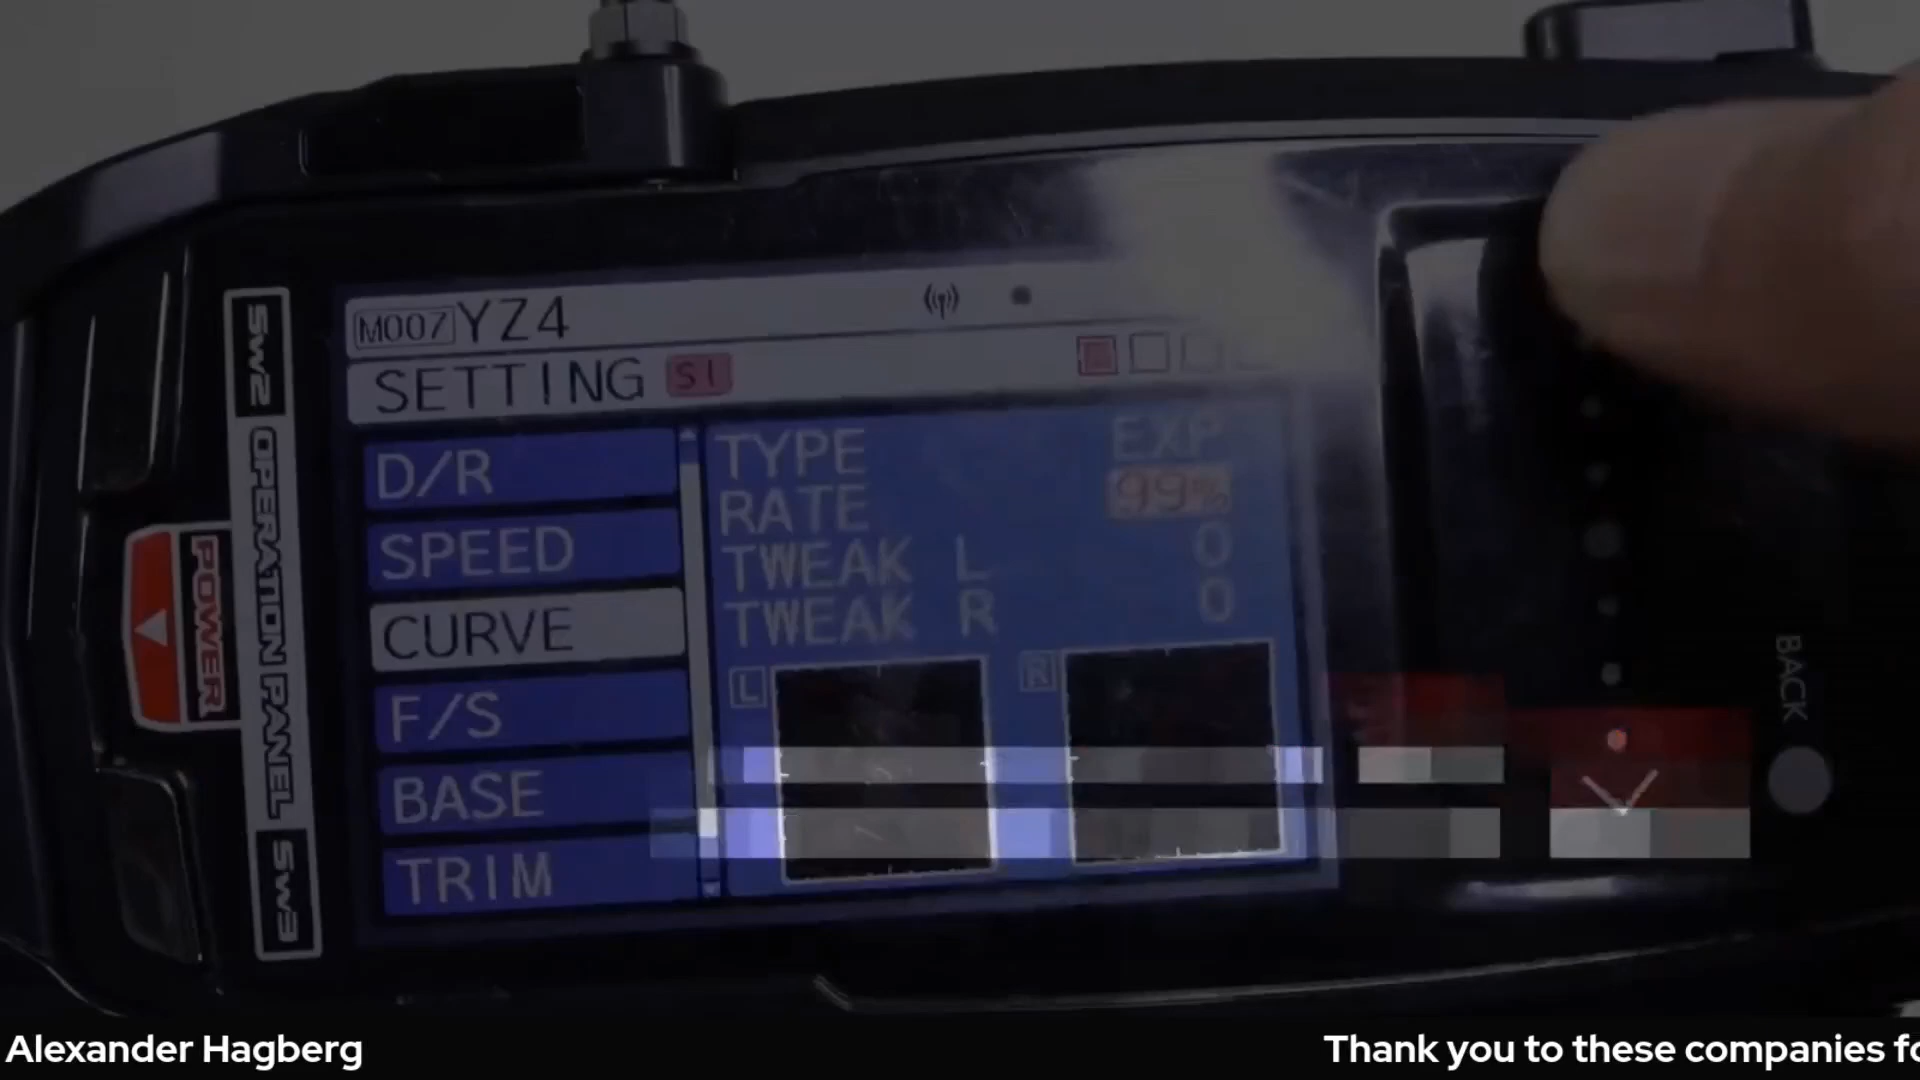 M007 YZ4
SETTING S1
D/R
SPEED
CURVE
F/S
BASE
TRIM
TYPE EXP
RATE 99%
TWEAK L 0
TWEAK R 0
L
R
SW2
OPERATION PANEL
SW3
POWER
BACK
Alexander Hagberg
Thank you to these companies fo